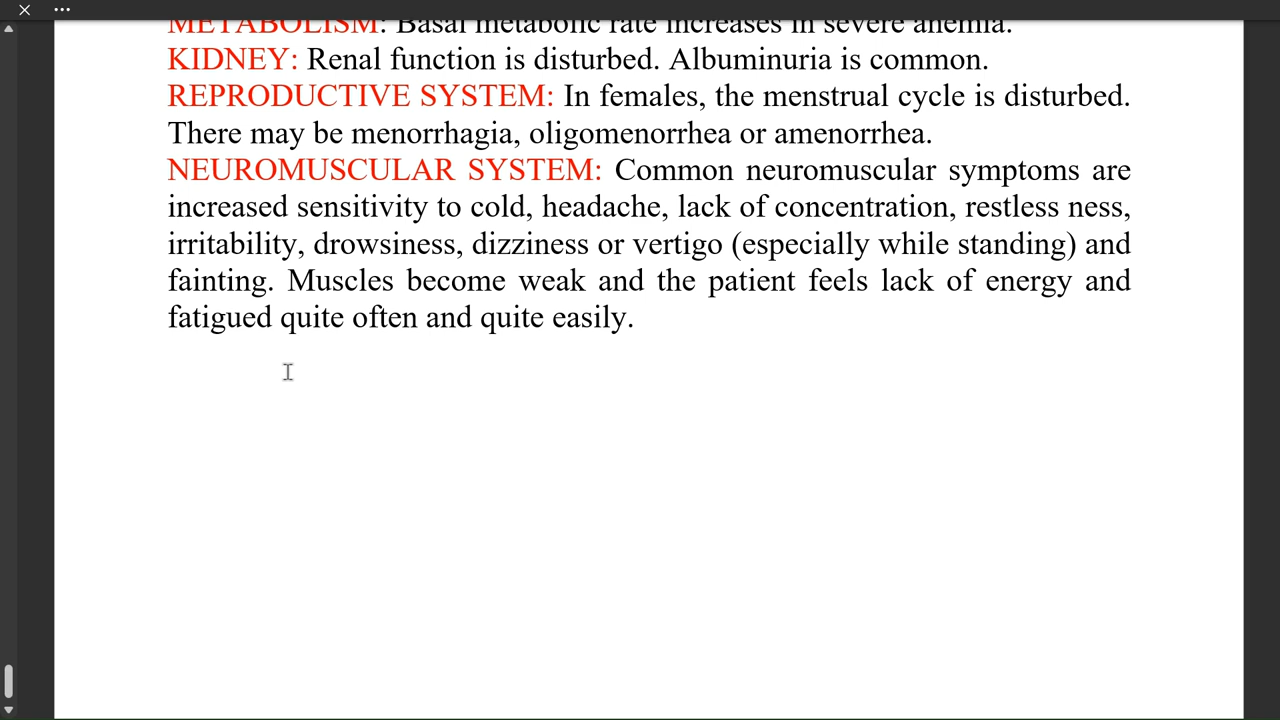 METABOLISM: Basal metabolic rate increases in severe anemia.
KIDNEY: Renal function is disturbed. Albuminuria is common.
REPRODUCTIVE SYSTEM: In females, the menstrual cycle is disturbed.
There may be menorrhagia, oligomenorrhea or amenorrhea.
NEUROMUSCULAR SYSTEM: Common neuromuscular symptoms are
increased sensitivity to cold, headache, lack of concentration, restless ness,
irritability, drowsiness, dizziness or vertigo (especially while standing) and
fainting. Muscles become weak and the patient feels lack of energy and
fatigued quite often and quite easily.